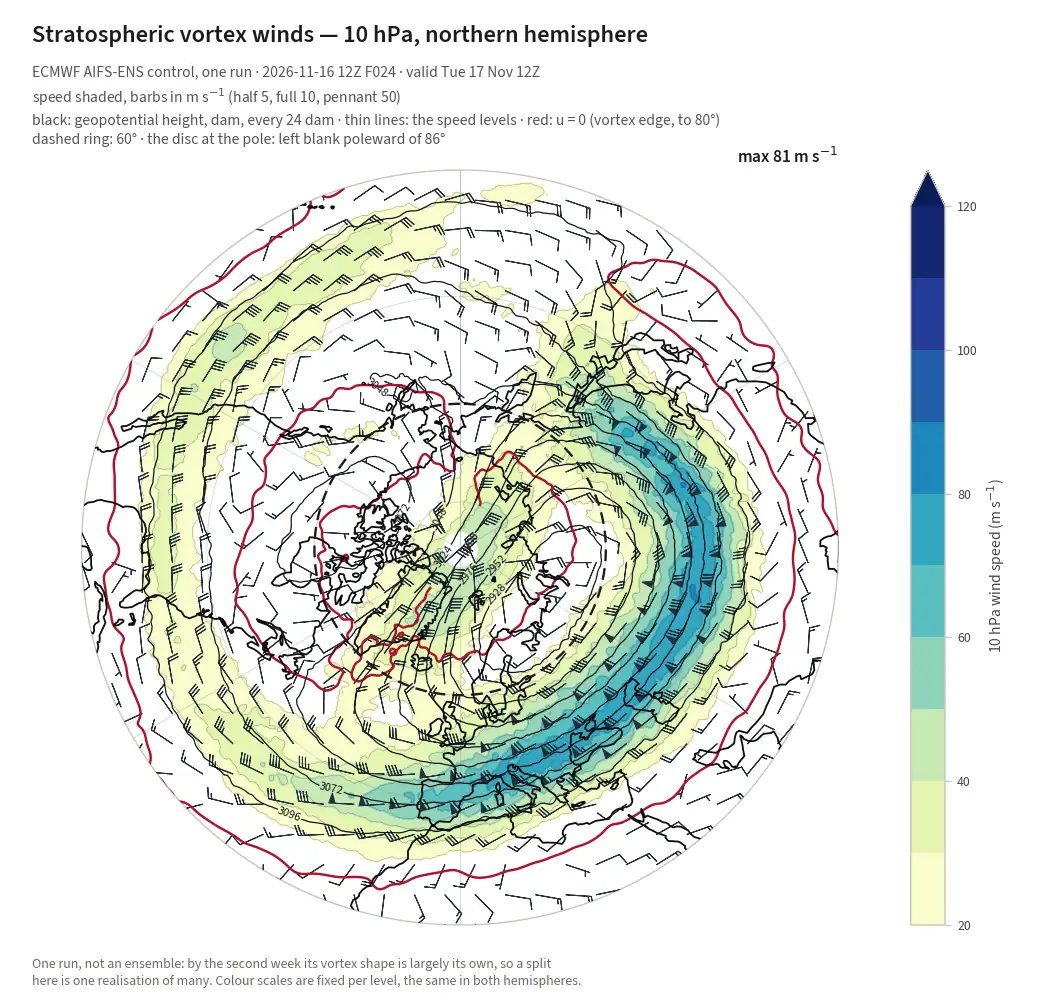 Stratospheric vortex winds — 10 hPa, northern hemisphere
ECMWF AIFS-ENS control, one run · 2026-11-16 12Z F024 · valid Tue 17 Nov 12Z
speed shaded, barbs in m s⁻¹ (half 5, full 10, pennant 50)
black: geopotential height, dam, every 24 dam · thin lines: the speed levels · red: u = 0 (vortex edge, to 80°)
dashed ring: 60° · the disc at the pole: left blank poleward of 86°
max 81 m s⁻¹
120
100
80
60
40
20
10 hPa wind speed (m s⁻¹)
3048
2952
2928
3072
3096
One run, not an ensemble: by the second week its vortex shape is largely its own, so a split
here is one realisation of many. Colour scales are fixed per level, the same in both hemispheres.